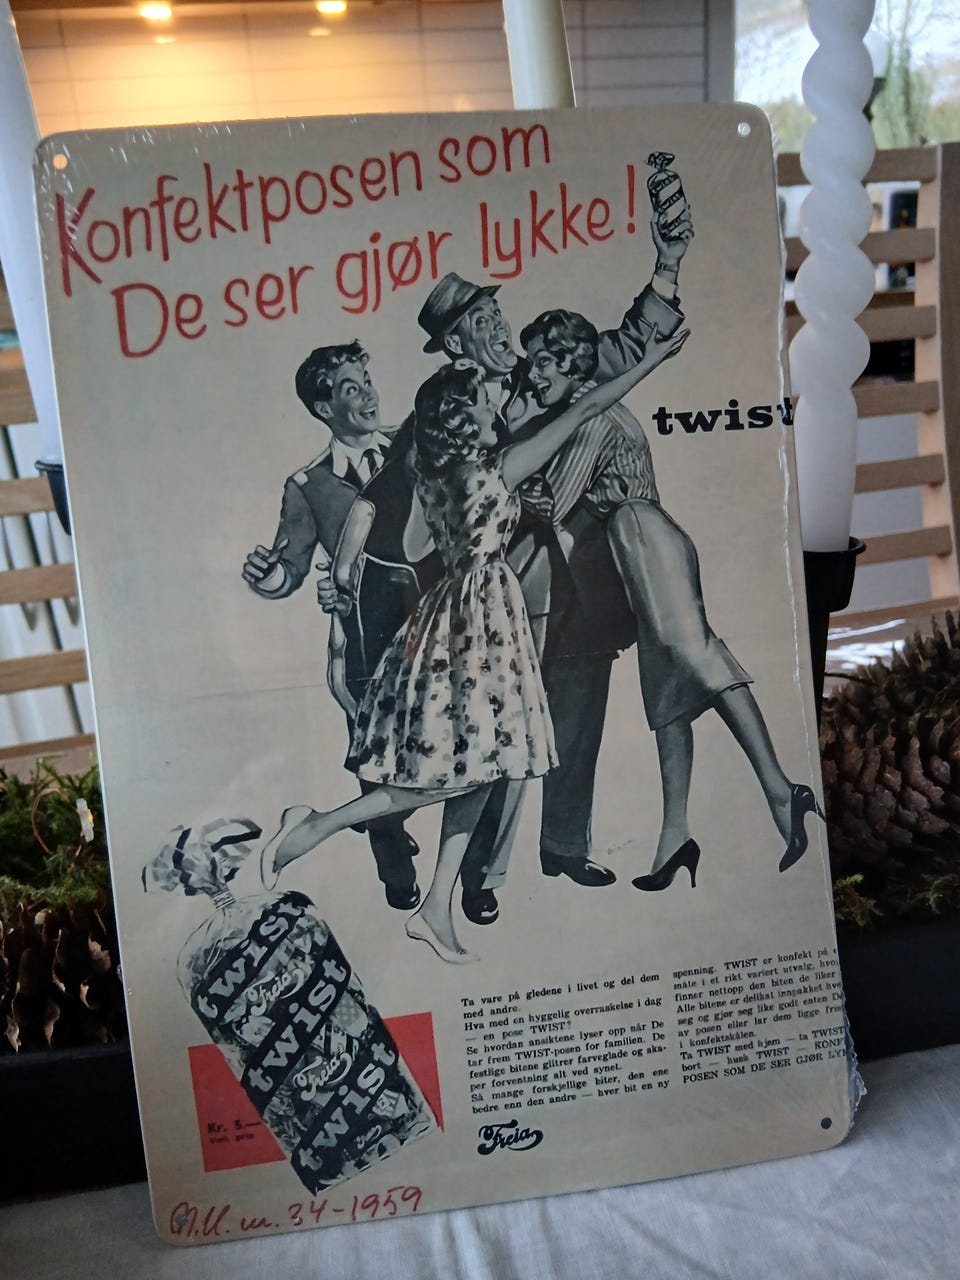 Konfektposen som
De ser gjør lykke!
twist
twist
Ta vare på gledene i livet og del dem
med andre.
Hva med en hyggelig overraskelse i dag
— en pose TWIST?
Se hvordan ansiktene lyser opp når De
tar frem TWIST-posen for familien. De
festlige bitene glitrer farveglade og ska-
per forventning alt ved synet.
Så mange forskjellige biter, den ene
bedre enn den andre — hver bit en ny
spenning. TWIST er konfekt på
måte i et rikt variert utvalg,
finner nettopp den biten de liker
Alle bitene er delikat innpakket
seg og gjør seg like godt enten De
av posen eller lar dem ligge
i konfektskålen.
Ta TWIST med hjem — ta TWIST
bort — husk TWIST —
POSEN SOM DE SER GJØR
twist
Freia
twist
Freia
twist
Kr. 5.—
Veil. pris
Freia
nr. 34-1959